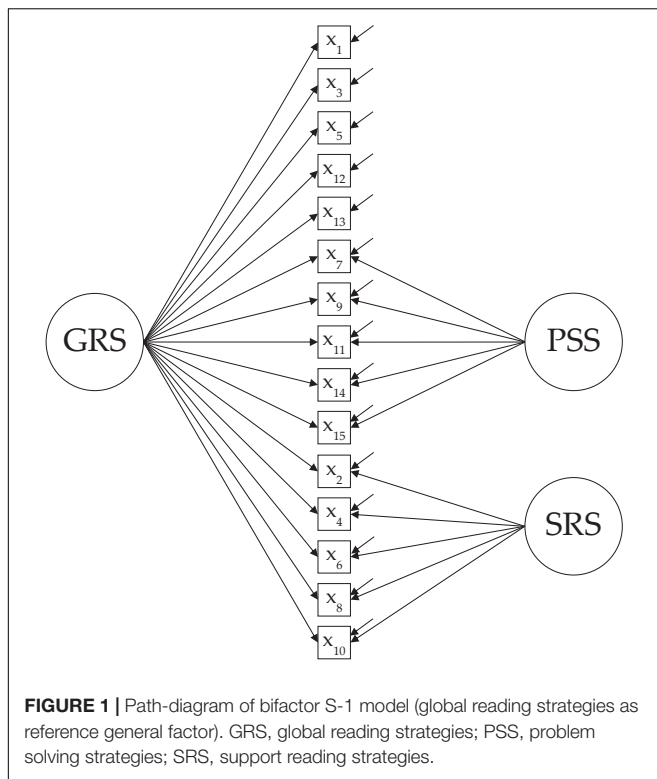 x1
x3
x5
x12
x13
x7
x9
GRS
PSS
x11
x14
x15
x2
x4
SRS
x6
x8
x10
FIGURE 1 | Path-diagram of bifactor S-1 model (global reading strategies as
reference general factor). GRS, global reading strategies; PSS, problem
solving strategies; SRS, support reading strategies.